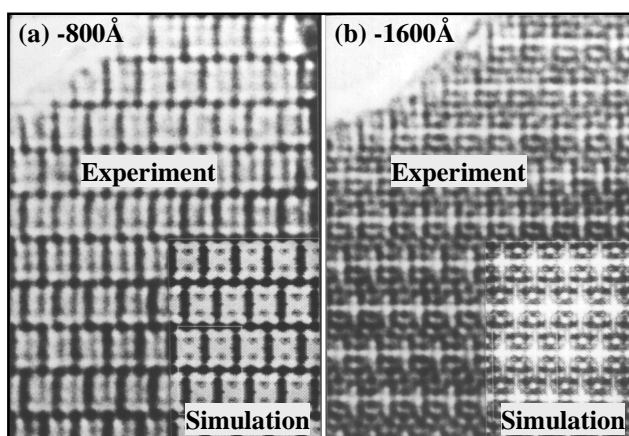 (a) -800Å
Experiment
Simulation
(b) -1600Å
Experiment
Simulation